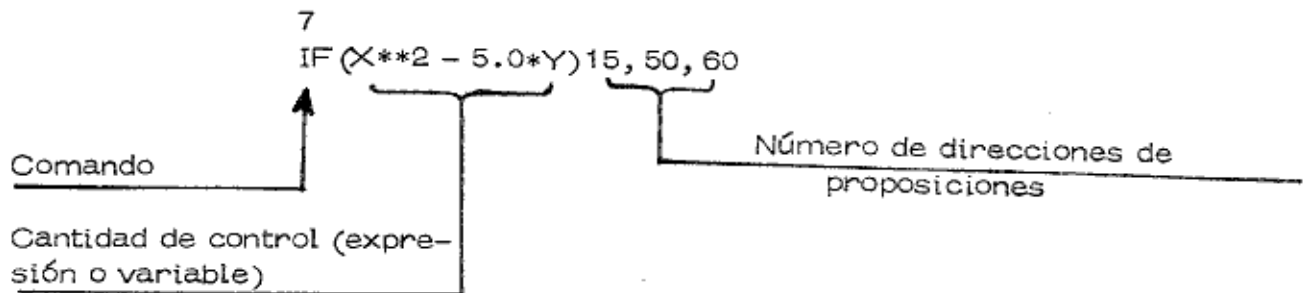 7
IF (X**2 - 5.0*Y)15,50,60
Número de direcciones de
proposiciones
Comando
Cantidad de control (expre-
sión o variable)